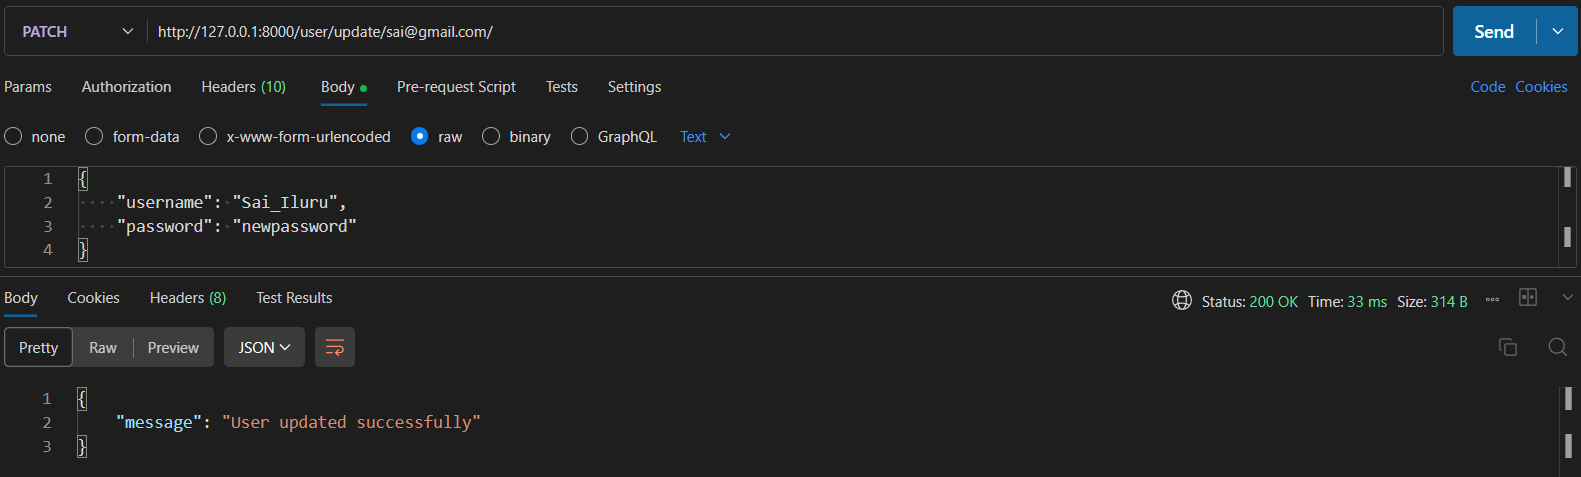 PATCH http://127.0.0.1:8000/user/update/sai@gmail.com/ Send
Params Authorization Headers (10) Body Pre-request Script Tests Settings Code Cookies
none form-data x-www-form-urlencoded raw binary GraphQL Text
1 {
2 "username": "Sai_Iluru",
3 "password": "newpassword"
4 }
Body Cookies Headers (8) Test Results Status: 200 OK Time: 33 ms Size: 314 B
Pretty Raw Preview JSON
1 {
2 "message": "User updated successfully"
3 }